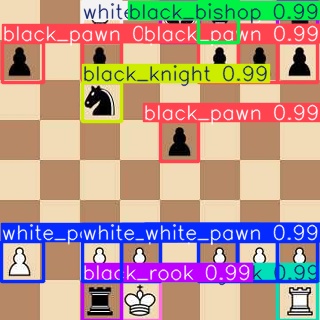 white black_bishop 0.99
black_pawn 0 black_pawn 0.99
black_knight 0.99
black_pawn 0.99
white_p white_white_pawn 0.99
black_rook 0.99 k 0.99